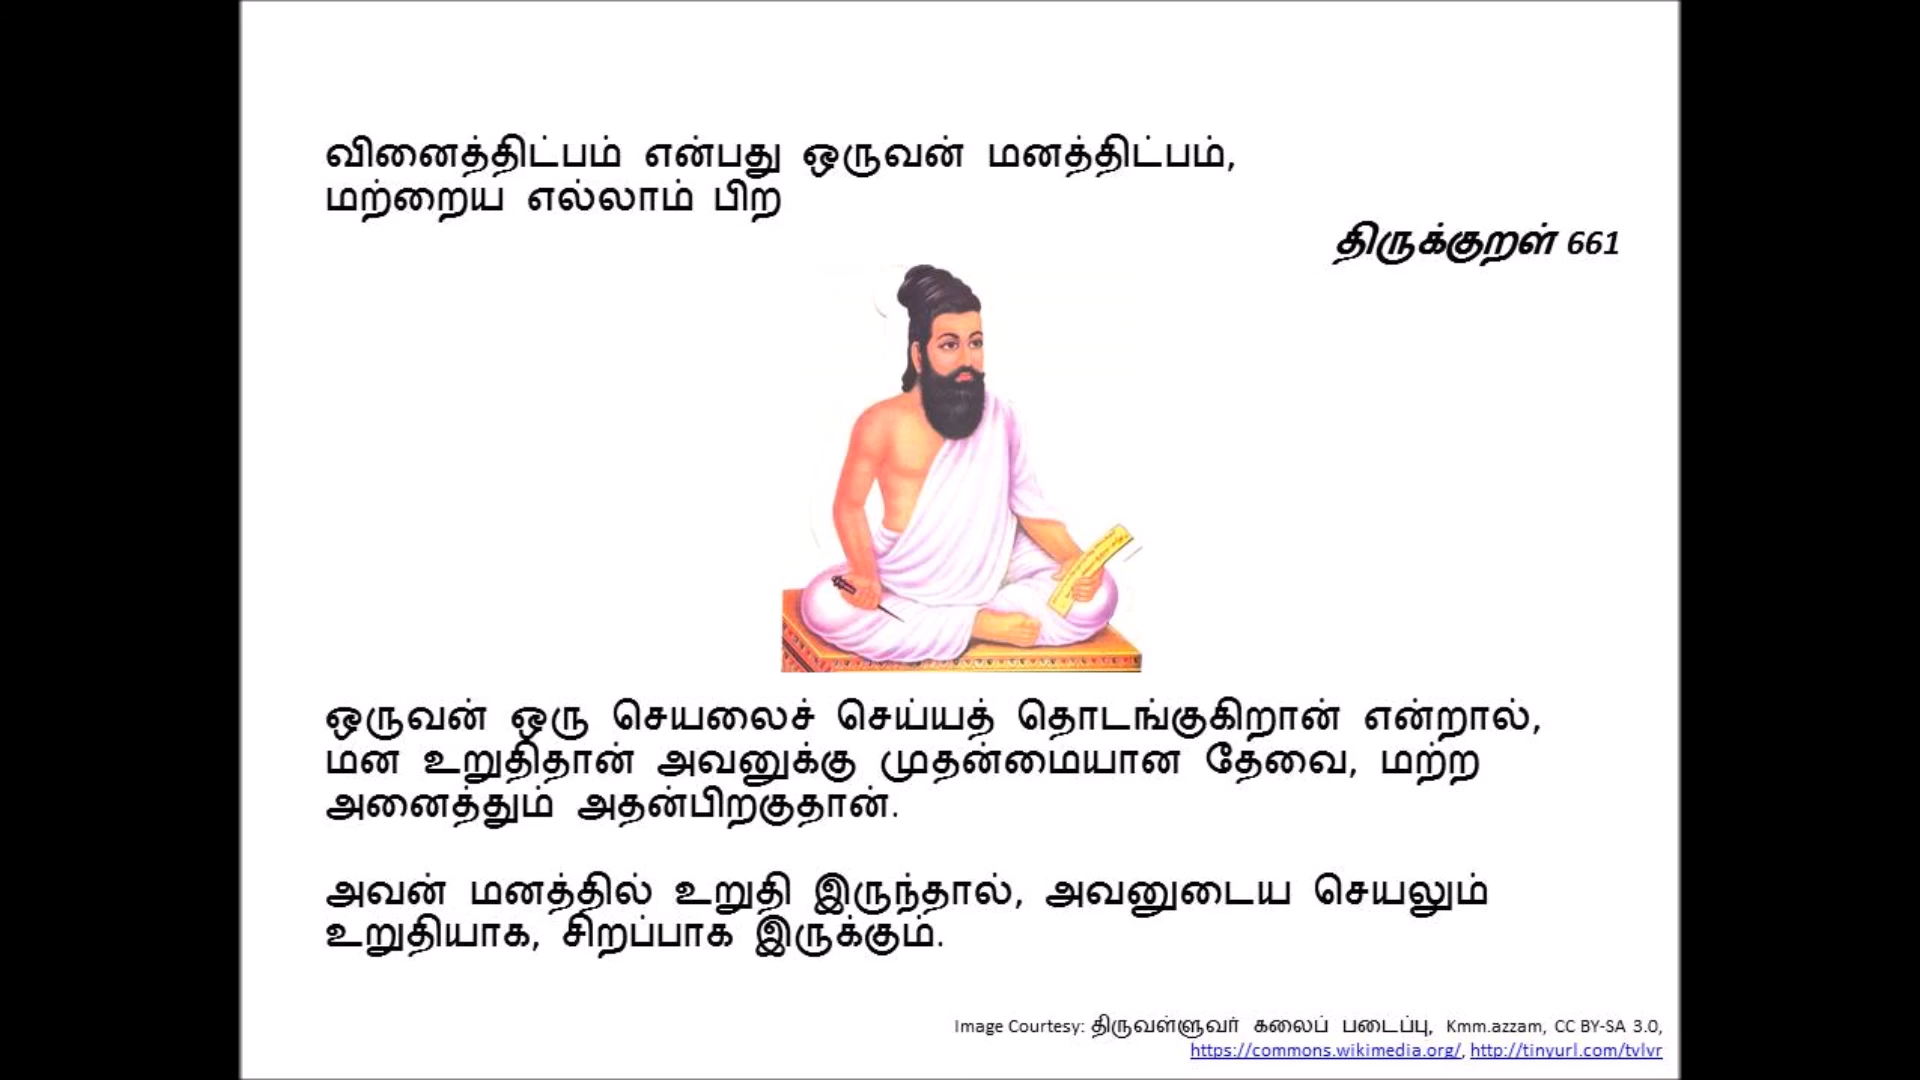 வினைத்திட்பம் என்பது ஒருவன் மனத்திட்பம்,
மற்றைய எல்லாம் பிற
திருக்குறள் 661
ஒருவன் ஒரு செயலைச் செய்யத் தொடங்குகிறான் என்றால்,
மன உறுதிதான் அவனுக்கு முதன்மையான தேவை, மற்ற
அனைத்தும் அதன்பிறகுதான்.
அவன் மனத்தில் உறுதி இருந்தால், அவனுடைய செயலும்
உறுதியாக, சிறப்பாக இருக்கும்.
Image Courtesy: திருவள்ளுவர் கலைப் படைப்பு, Kmm.azzam, CC BY-SA 3.0,
https://commons.wikimedia.org/, http://tinyurl.com/tvlvr